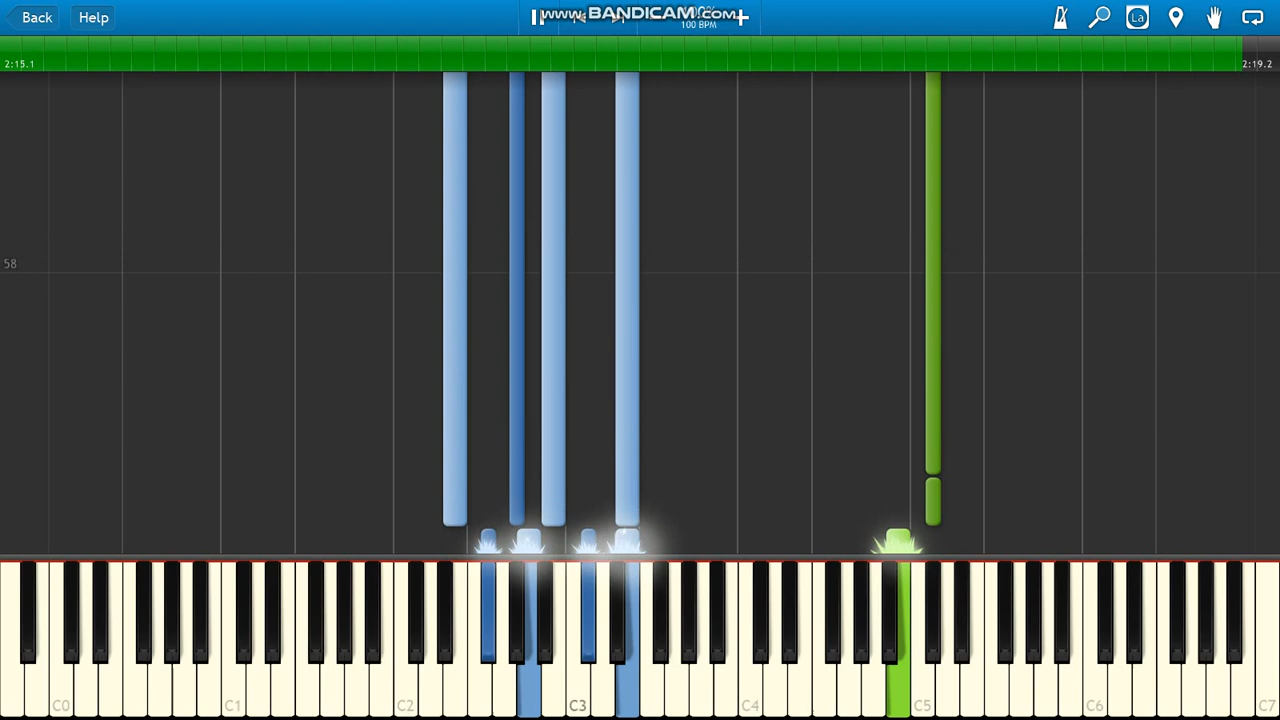 Back Help
www.BANDICAM.com
100 BPM
La
2:15.1 2:19.2
58
C0 C1 C2 C3 C4 C5 C6 C7